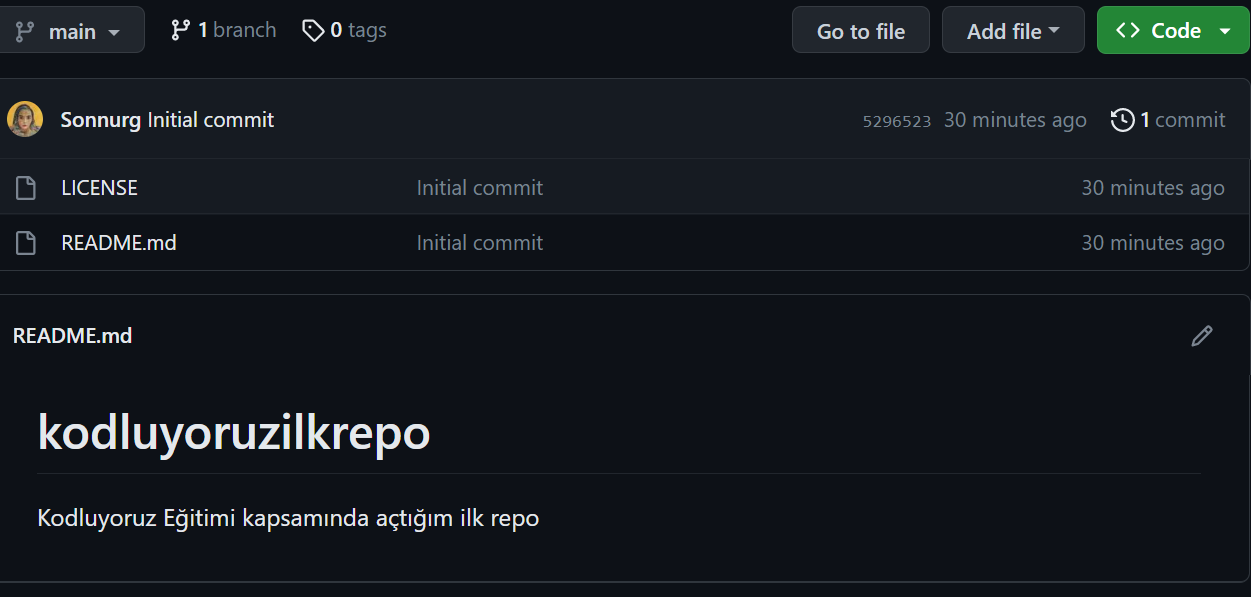 main 1 branch 0 tags Go to file Add file <> Code
Sonnurg Initial commit 5296523 30 minutes ago 1 commit
LICENSE Initial commit 30 minutes ago
README.md Initial commit 30 minutes ago
README.md
kodluyoruzilkrepo
Kodluyoruz Eğitimi kapsamında açtığım ilk repo